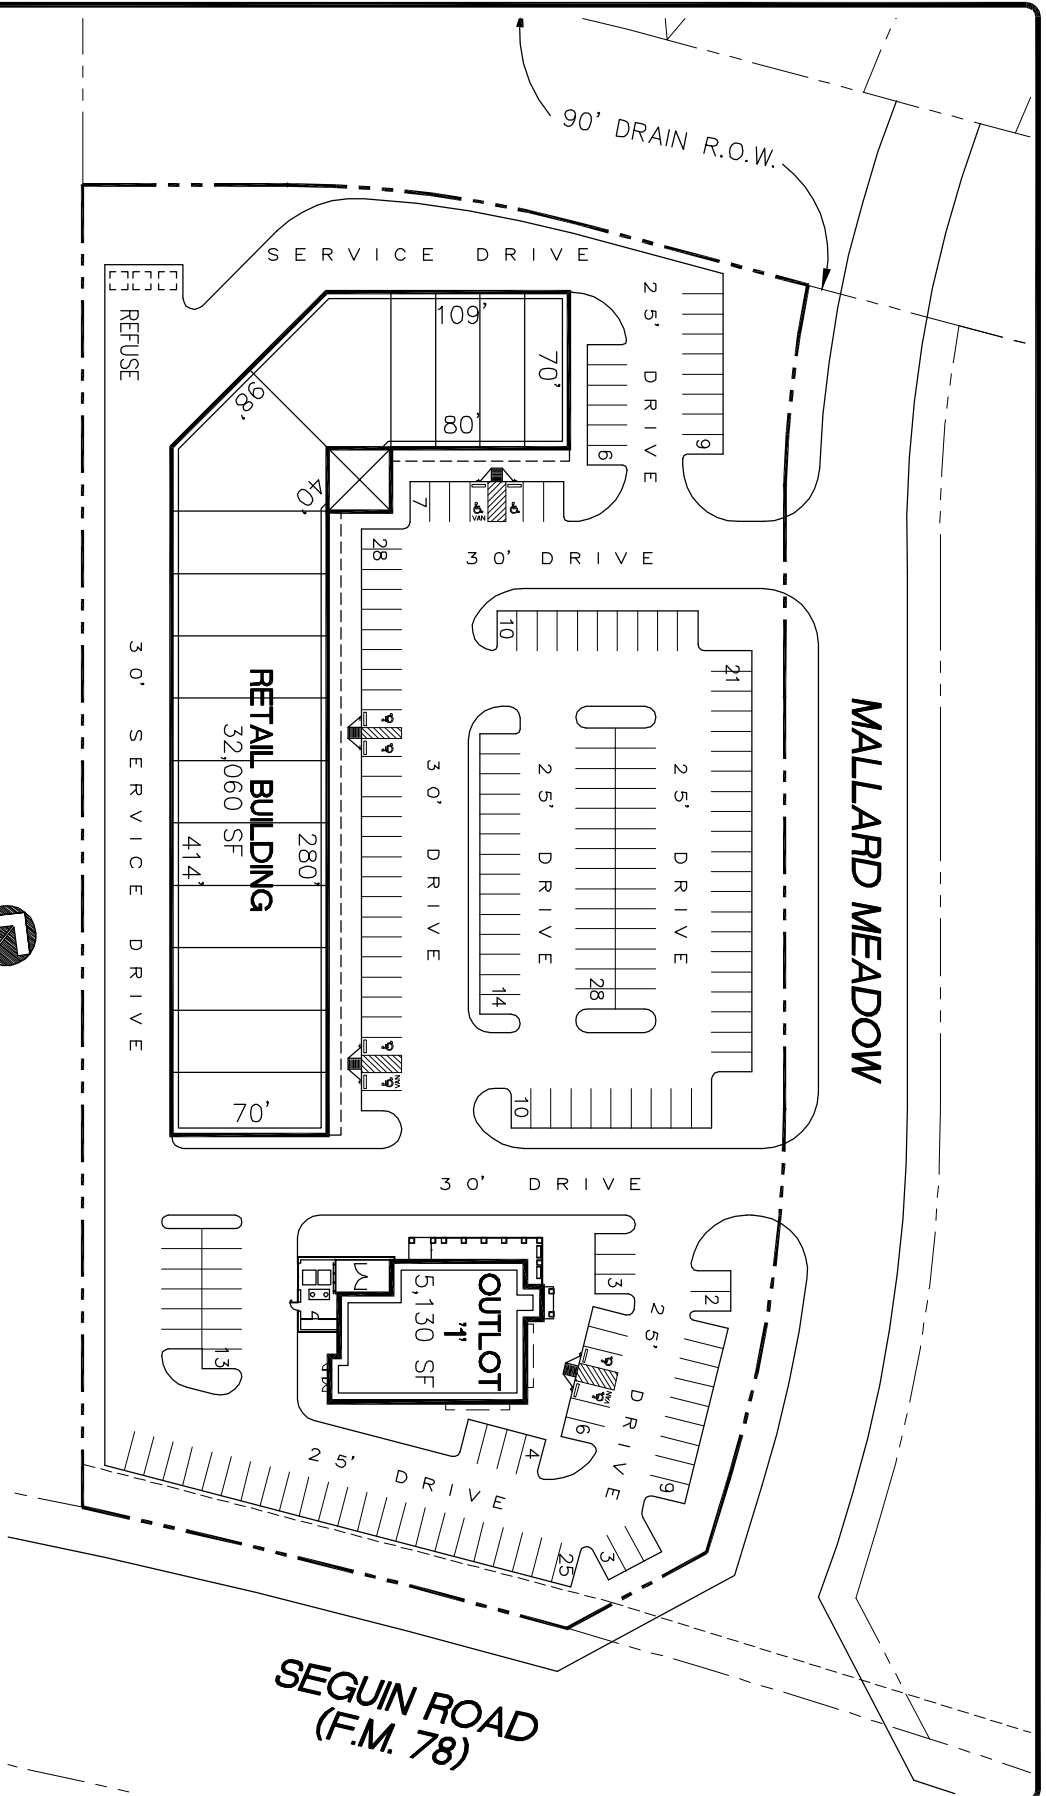 90' DRAIN R.O.W.
SERVICE DRIVE
25' DRIVE
9
6
REFUSE
109'
70'
80'
98'
40'
7
VAN
28
30' DRIVE
10
21
MALLARD MEADOW
RETAIL BUILDING
32,060 SF
280'
414'
70'
30' SERVICE DRIVE
30' DRIVE
25' DRIVE
25' DRIVE
14
28
VAN
10
30' DRIVE
OUTLOT
'1'
5,130 SF
3
2
25' DRIVE
VAN
6
9
13
4
25' DRIVE
3
25
SEGUIN ROAD
(F.M. 78)